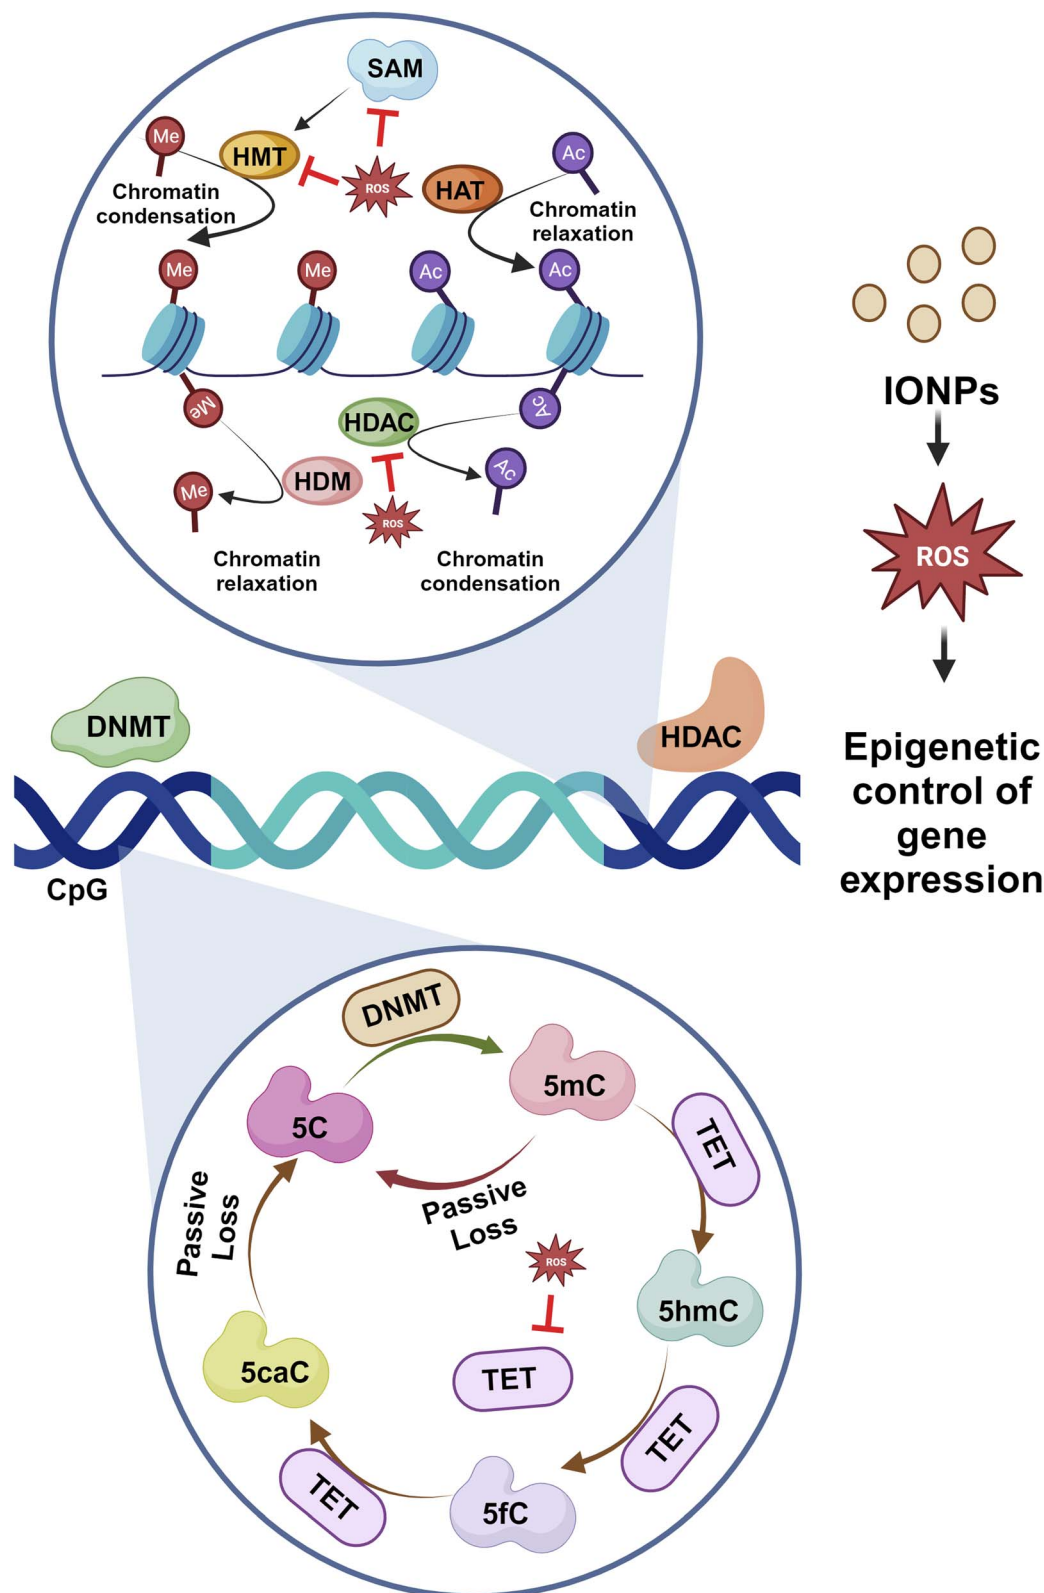 SAM
Me
HMT
ROS
HAT
Ac
Chromatin
condensation
Chromatin
relaxation
Me
Me
Ac
Ac
Me
HDAC
Ac
Me
HDM
Ac
ROS
Chromatin
relaxation
Chromatin
condensation
IONPs
ROS
Epigenetic
control of
gene
expression
DNMT
HDAC
CpG
DNMT
5C
5mC
TET
Passive
Loss
Passive
Loss
ROS
5hmC
TET
5caC
TET
5fC
TET